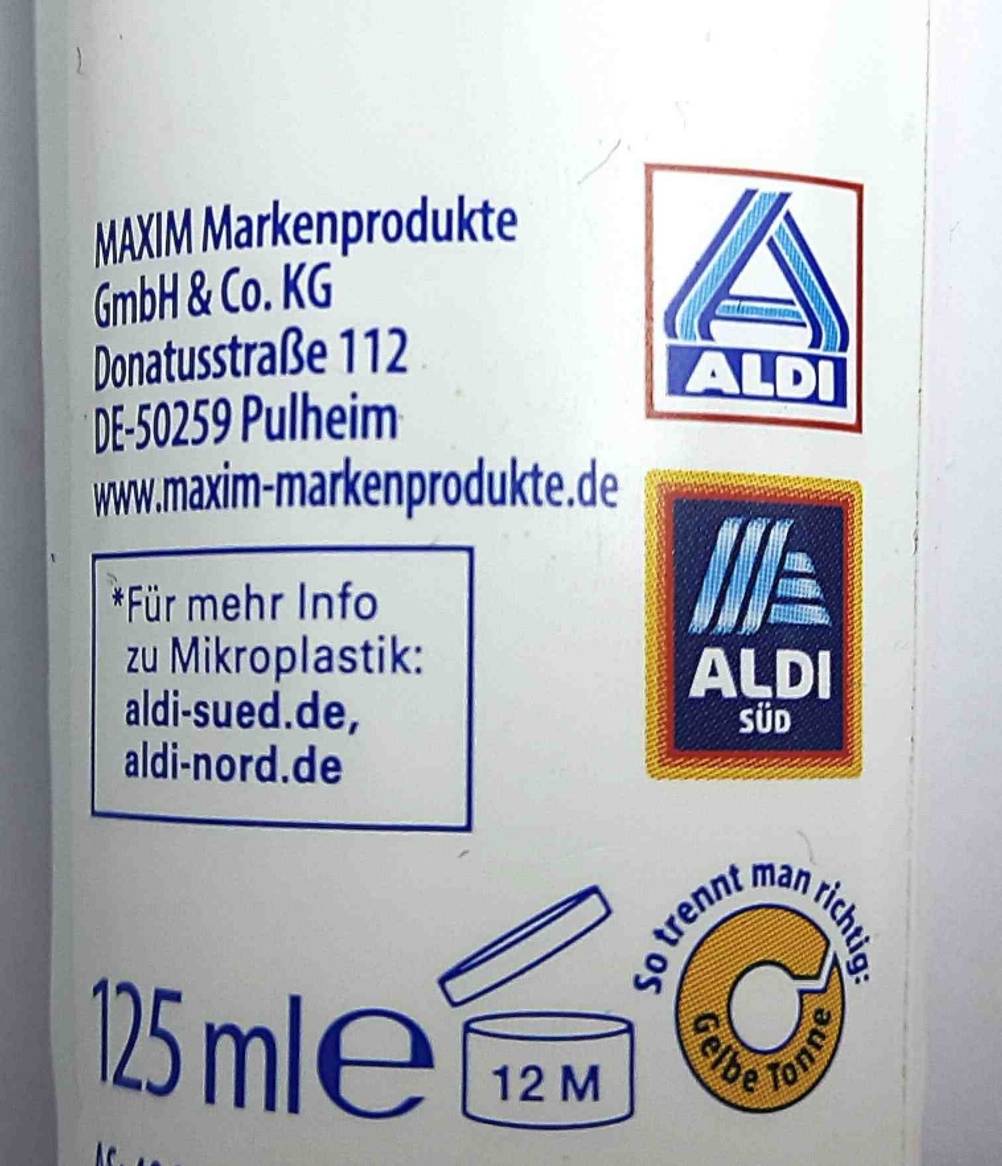 MAXIM Markenprodukte
GmbH & Co. KG
Donatusstraße 112
DE-50259 Pulheim
www.maxim-markenprodukte.de
ALDI
ALDI
SÜD
*Für mehr Info
zu Mikroplastik:
aldi-sued.de,
aldi-nord.de
125 ml e
12 M
So trennt man richtig:
Gelbe Tonne